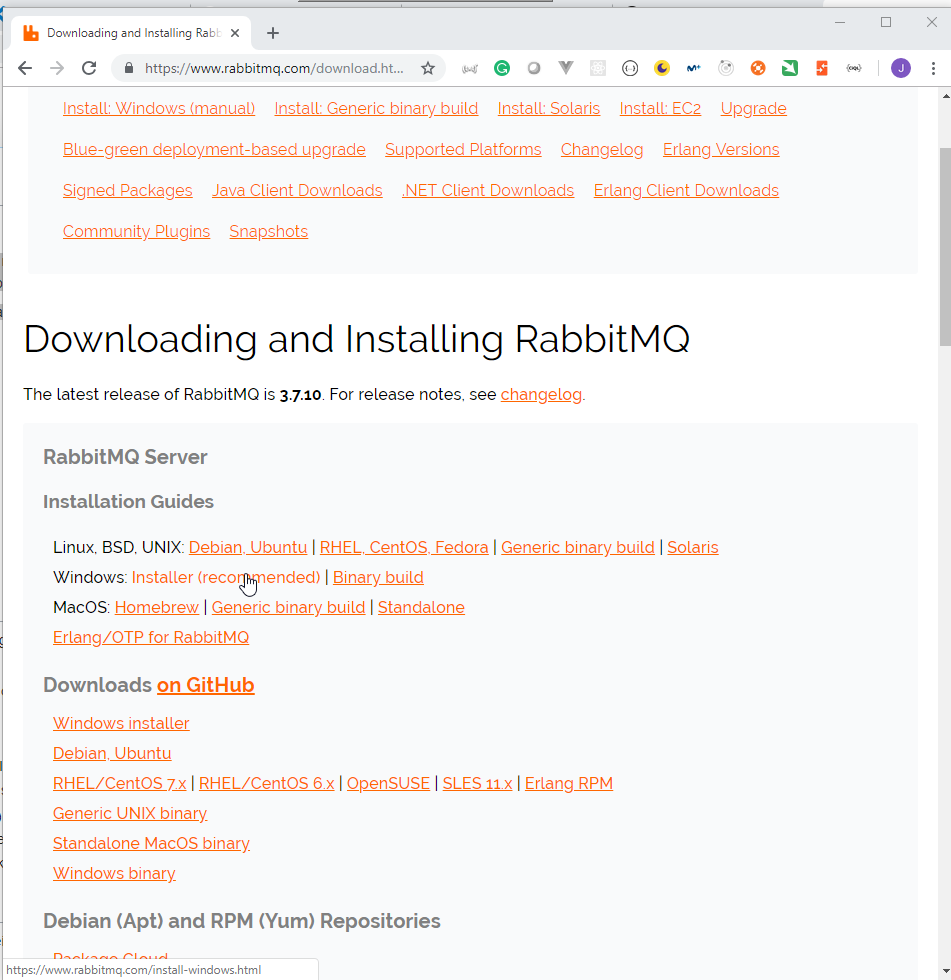 Downloading and Installing Rabb
https://www.rabbitmq.com/download.ht...
J
Install: Windows (manual) Install: Generic binary build Install: Solaris Install: EC2 Upgrade
Blue-green deployment-based upgrade Supported Platforms Changelog Erlang Versions
Signed Packages Java Client Downloads .NET Client Downloads Erlang Client Downloads
Community Plugins Snapshots
Downloading and Installing RabbitMQ
The latest release of RabbitMQ is 3.7.10. For release notes, see changelog.
RabbitMQ Server
Installation Guides
Linux, BSD, UNIX: Debian, Ubuntu | RHEL, CentOS, Fedora | Generic binary build | Solaris
Windows: Installer (recommended) | Binary build
MacOS: Homebrew | Generic binary build | Standalone
Erlang/OTP for RabbitMQ
Downloads on GitHub
Windows installer
Debian, Ubuntu
RHEL/CentOS 7.x | RHEL/CentOS 6.x | OpenSUSE | SLES 11.x | Erlang RPM
Generic UNIX binary
Standalone MacOS binary
Windows binary
Debian (Apt) and RPM (Yum) Repositories
Package Cloud
https://www.rabbitmq.com/install-windows.html